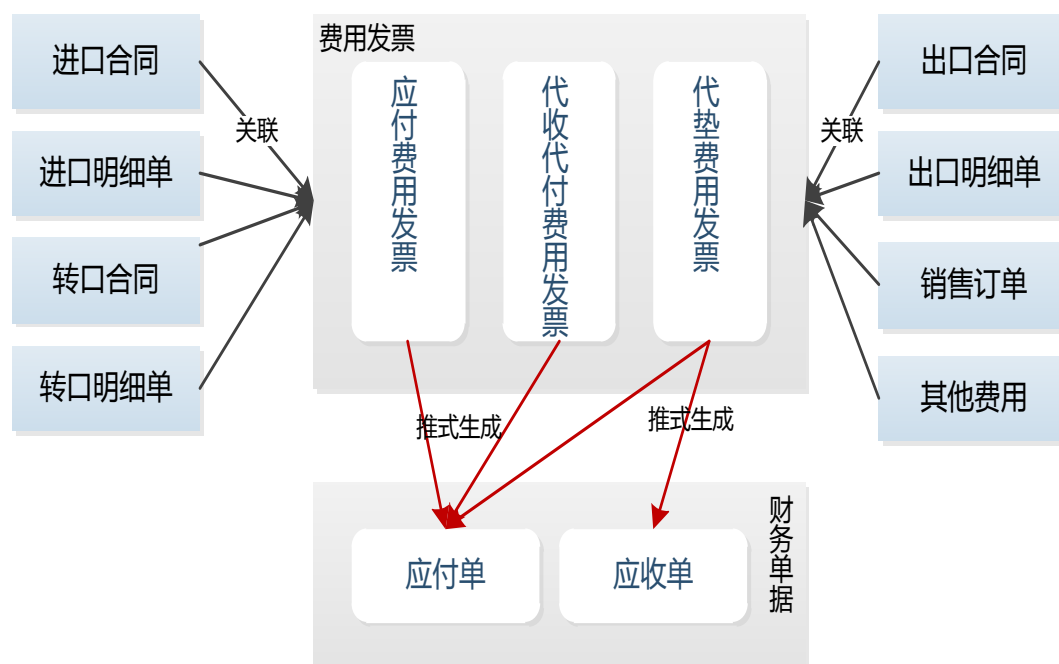 进口合同
进口明细单
转口合同
转口明细单
关联
费用发票
应付费用发票
代收代付费用发票
代垫费用发票
关联
出口合同
出口明细单
销售订单
其他费用
推式生成
推式生成
应付单
应收单
财务单据